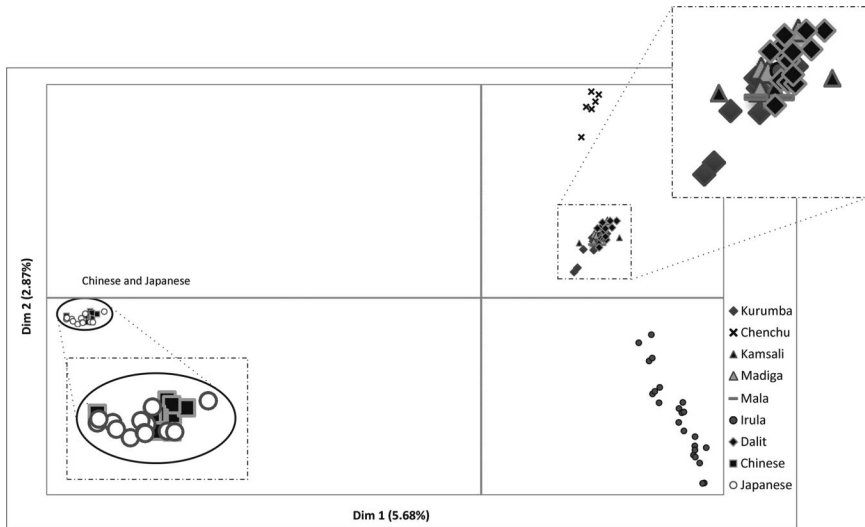 Chinese and Japanese
Dim 2 (2.87%)
Dim 1 (5.68%)
Kurumba
Chenchu
Kamsali
Madiga
Mala
Irula
Dalit
Chinese
Japanese